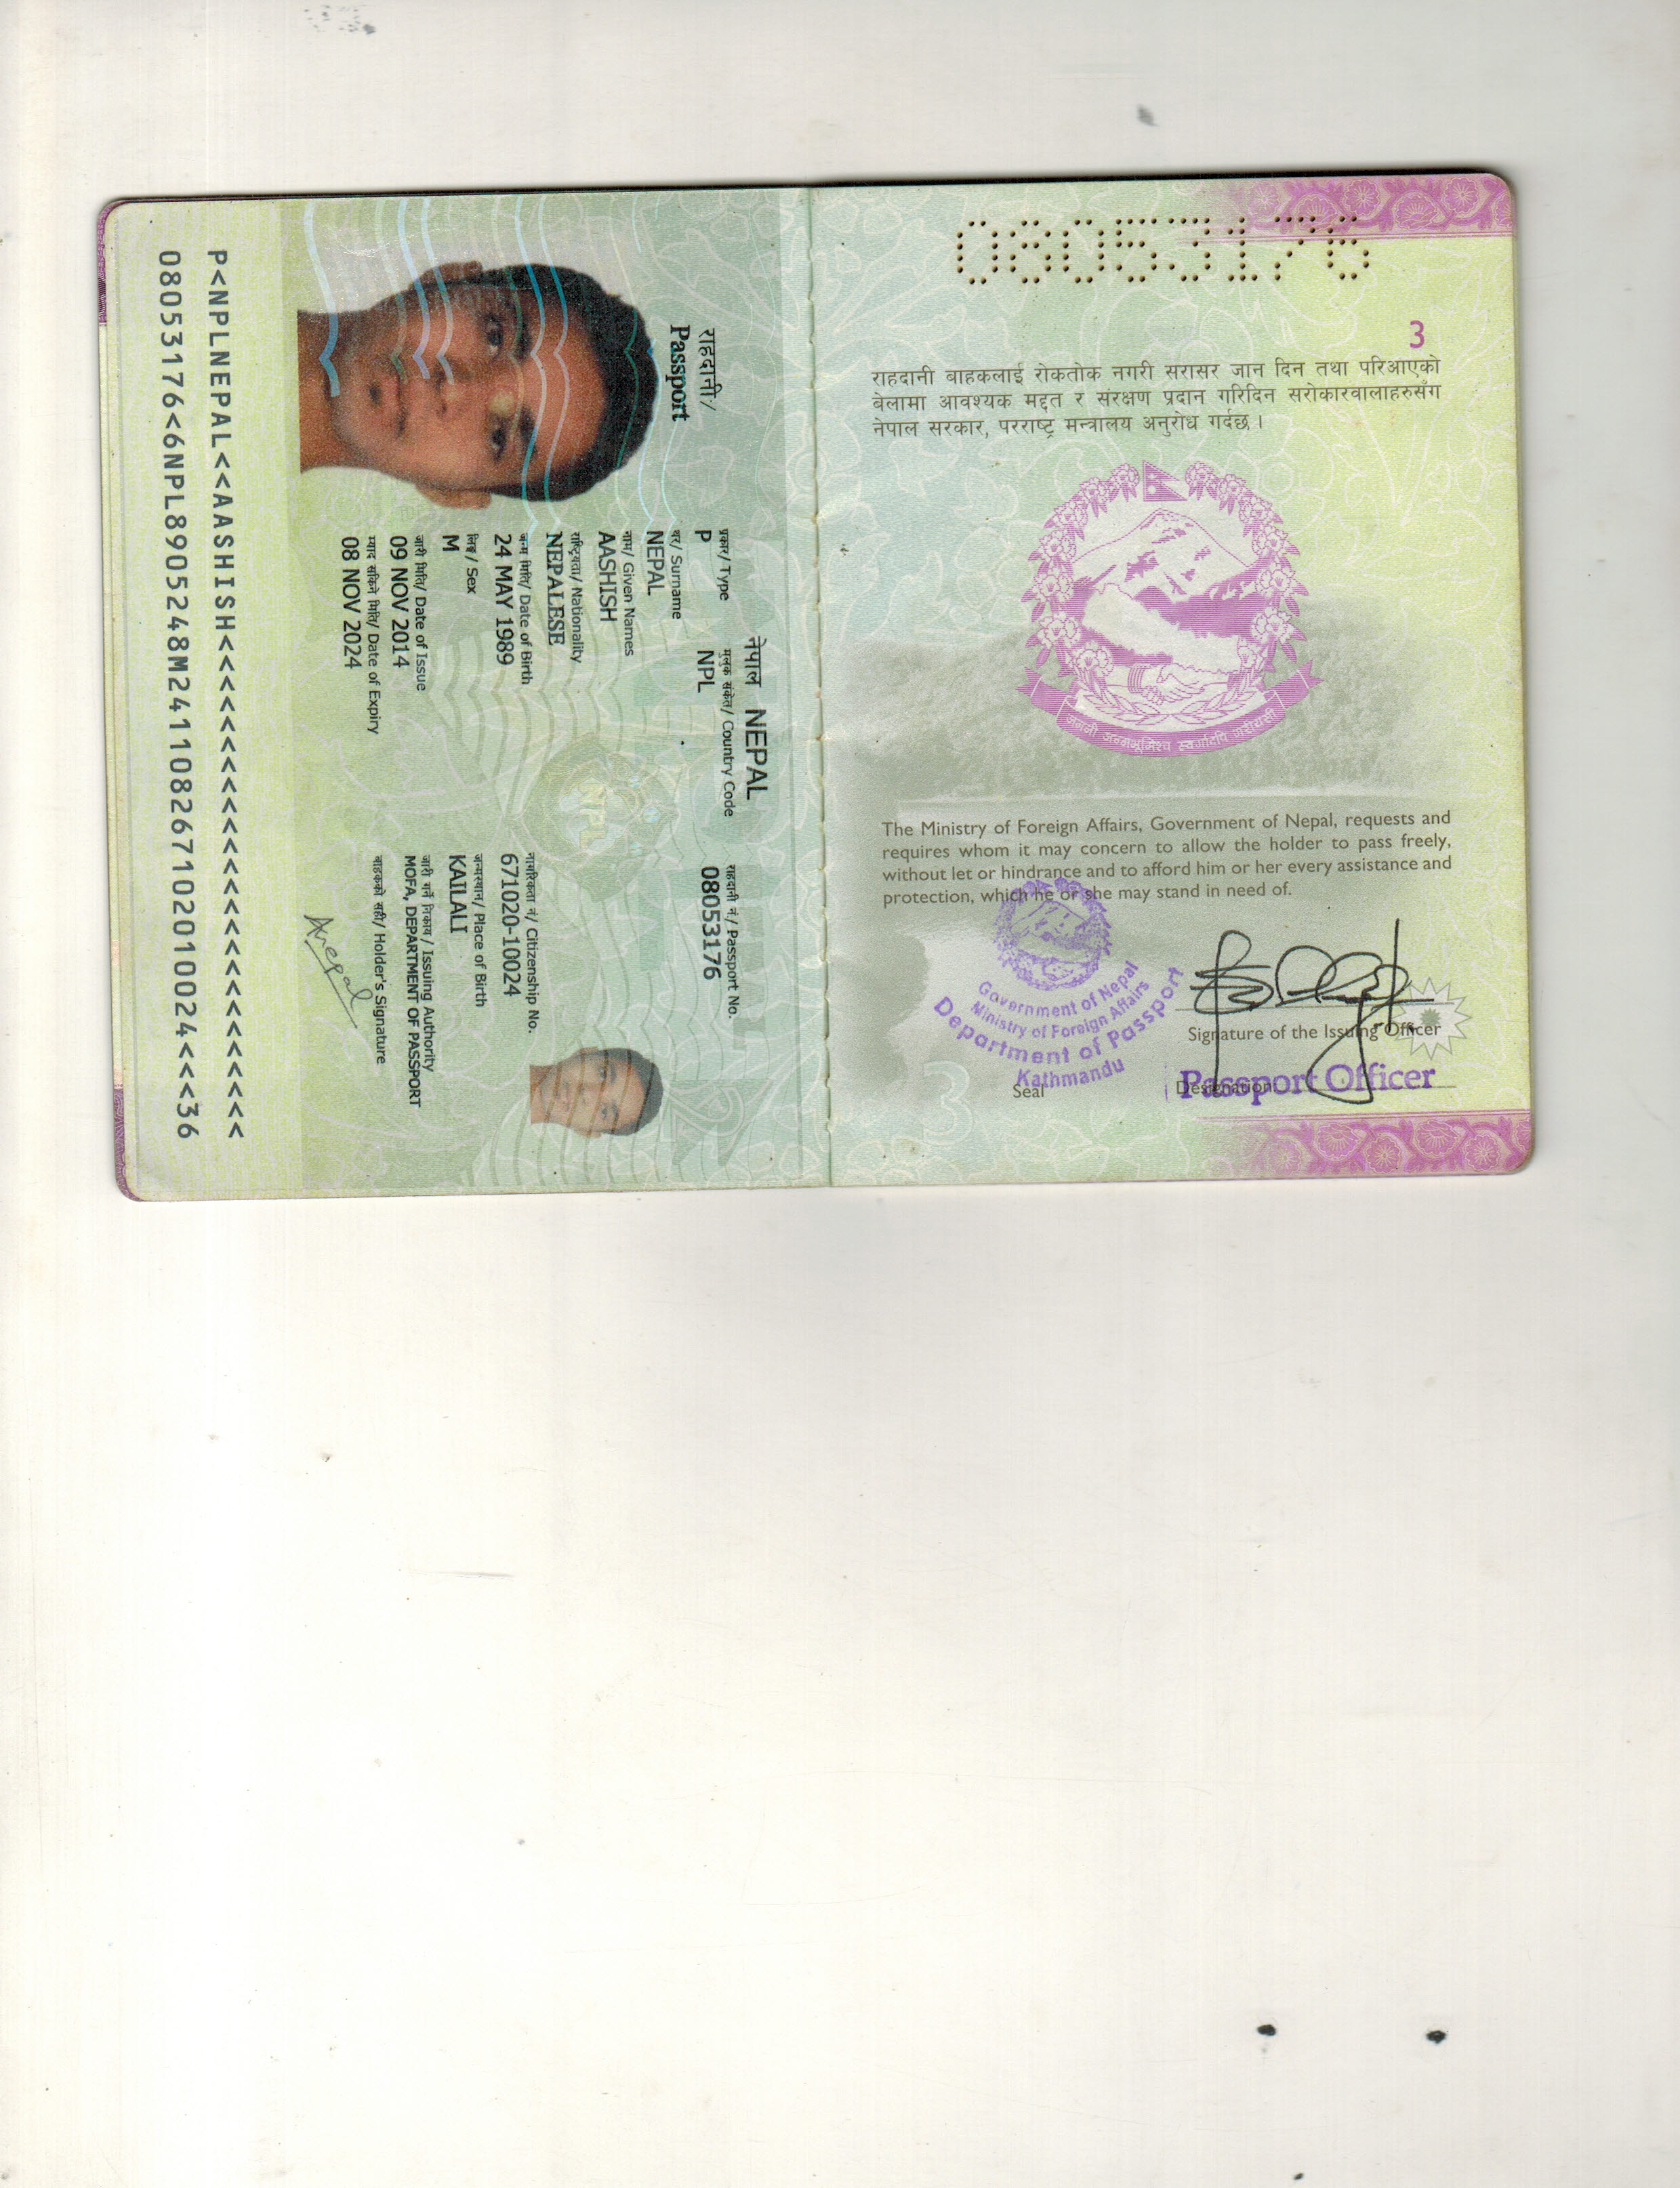 08053176
3
राहदानी बाहकलाई रोकतोक नगरी सरासर जान दिन तथा परिआएको
बेलामा आवश्यक मद्दत र संरक्षण प्रदान गरिदिन सरोकारवालाहरुसँग
नेपाल सरकार, परराष्ट्र मन्त्रालय अनुरोध गर्दछ ।
जननी जन्मभूमिश्च स्वर्गादपि गरीयसी
The Ministry of Foreign Affairs, Government of Nepal, requests and
requires whom it may concern to allow the holder to pass freely,
without let or hindrance and to afford him or her every assistance and
protection, which he or she may stand in need of.
Government of Nepal
Ministry of Foreign Affairs
Department of Passport
Kathmandu
Seal
Signature of the Issuing Officer
Designation
Passport Officer
3
नेपाल NEPAL
राहदानी/
Passport
प्रकार/ Type
P
मुलुक संकेत/ Country Code
NPL
राहदानी नं./ Passport No.
08053176
थर/ Surname
NEPAL
नाम/ Given Names
AASHISH
राष्ट्रियता/ Nationality
NEPALESE
जन्म मिति/ Date of Birth
24 MAY 1989
नागरिकता नं/ Citizenship No.
671020-10024
लिङ्ग/ Sex
M
जन्मस्थान/ Place of Birth
KAILALI
जारी मिति/ Date of Issue
09 NOV 2014
जारी गर्ने निकाय / Issuing Authority
MOFA, DEPARTMENT OF PASSPORT
म्याद सकिने मिति/ Date of Expiry
08 NOV 2024
बाहकको सही/ Holder's Signature
Anepal
NPL
P<NPLNEPAL<<AASHISH<<<<<<<<<<<<<<<<<<<<<<<<<
08053176<6NPL8905248M241108267102010024<<<36